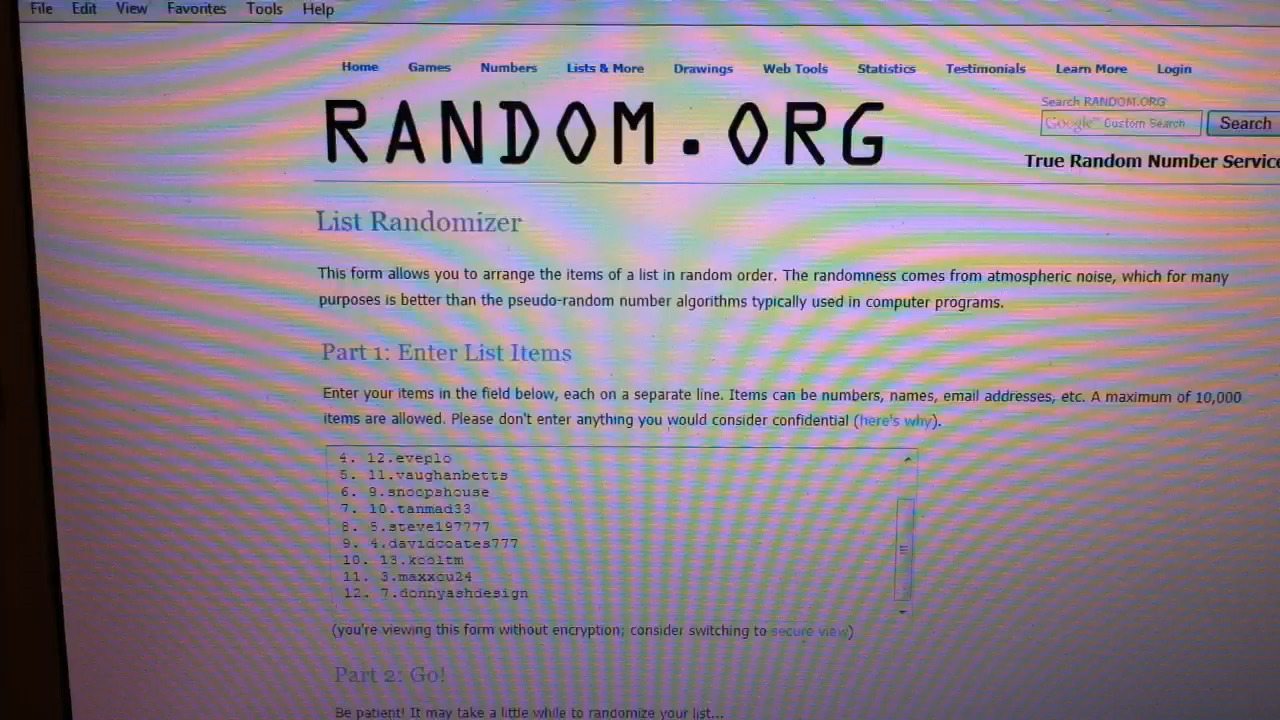 File Edit View Favorites Tools Help
Home Games Numbers Lists & More Drawings Web Tools Statistics Testimonials Learn More Login
Search RANDOM.ORG
RANDOM.ORG
Google™ Custom Search Search
True Random Number Service
List Randomizer
This form allows you to arrange the items of a list in random order. The randomness comes from atmospheric noise, which for many
purposes is better than the pseudo-random number algorithms typically used in computer programs.
Part 1: Enter List Items
Enter your items in the field below, each on a separate line. Items can be numbers, names, email addresses, etc. A maximum of 10,000
items are allowed. Please don't enter anything you would consider confidential (here's why).
4. 12.eveplo
5. 11.vaughanbetts
6. 9.snoopshouse
7. 10.tanmad33
8. 5.steve197777
9. 4.davidcoates777
10. 13.kcoltm
11. 3.maxxcu24
12. 7.donnyashdesign
(you're viewing this form without encryption; consider switching to secure view)
Part 2: Go!
Be patient! It may take a little while to randomize your list...